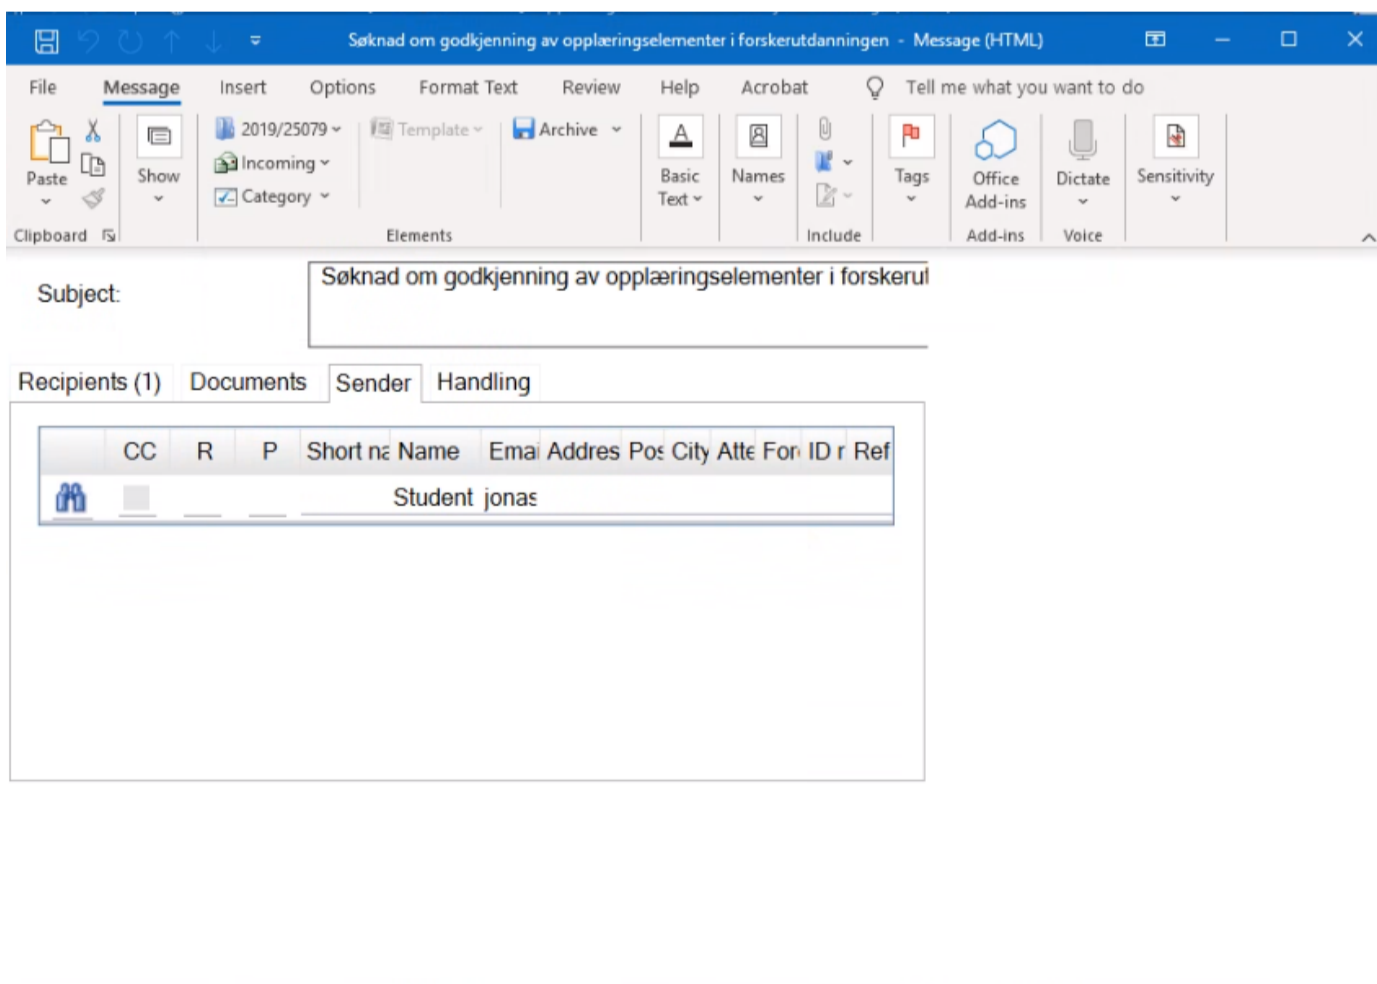 Søknad om godkjenning av opplæringselementer i forskerutdanningen - Message (HTML)
File Message Insert Options Format Text Review Help Acrobat Tell me what you want to do
Paste
Show
2019/25079
Incoming
Category
Template
Archive
Basic Text
Names
Tags
Office Add-ins
Dictate
Sensitivity
Clipboard Elements Include Add-ins Voice
Subject: Søknad om godkjenning av opplæringselementer i forskerut
Recipients (1) Documents Sender Handling
CC R P Short na Name Emai Addres Pos City Atte For ID r Ref
Student jonas